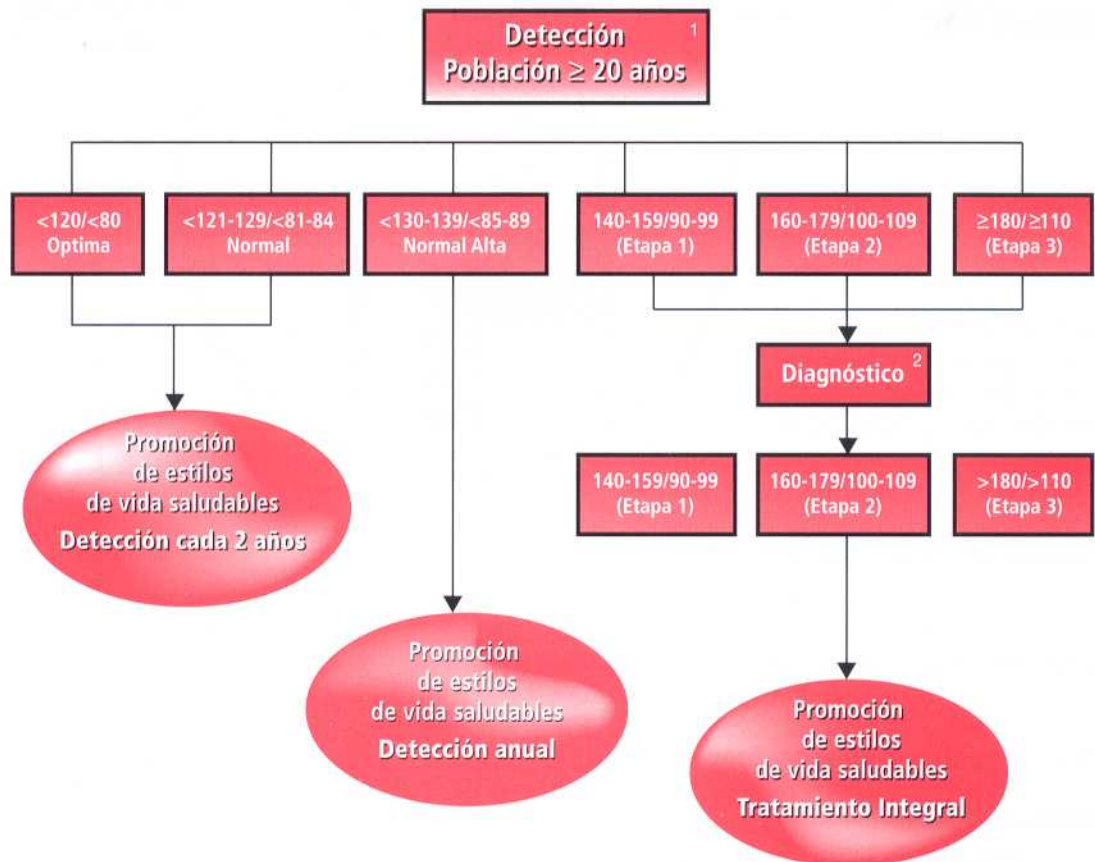 Detección 1
Población ≥ 20 años
<120/<80
Optima
<121-129/<81-84
Normal
<130-139/<85-89
Normal Alta
140-159/90-99
(Etapa 1)
160-179/100-109
(Etapa 2)
≥180/≥110
(Etapa 3)
Diagnóstico 2
140-159/90-99
(Etapa 1)
160-179/100-109
(Etapa 2)
>180/>110
(Etapa 3)
Promoción
de estilos
de vida saludables
Detección cada 2 años
Promoción
de estilos
de vida saludables
Detección anual
Promoción
de estilos
de vida saludables
Tratamiento Integral